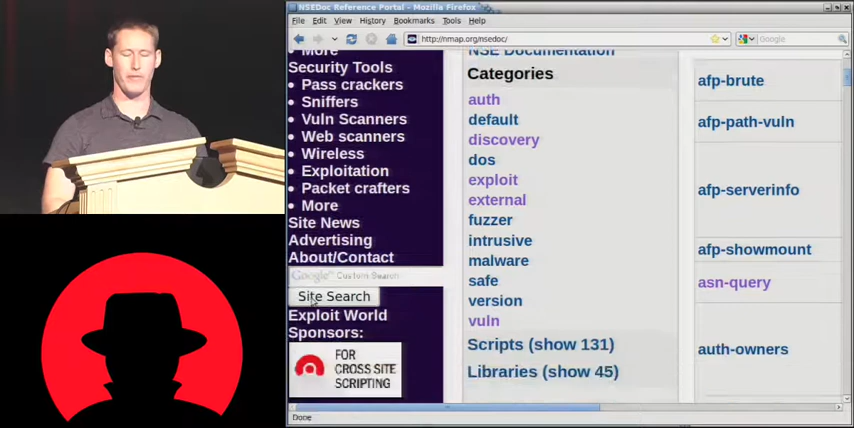 NSEDoc Reference Portal - Mozilla Firefox
File Edit View History Bookmarks Tools Help
http://nmap.org/nsedoc/
Google
More
Security Tools
Pass crackers
Sniffers
Vuln Scanners
Web scanners
Wireless
Exploitation
Packet crafters
More
Site News
Advertising
About/Contact
Google Custom Search
Site Search
Exploit World
Sponsors:
FOR
CROSS SITE
SCRIPTING
NSE Documentation
Categories
auth
default
discovery
dos
exploit
external
fuzzer
intrusive
malware
safe
version
vuln
Scripts (show 131)
Libraries (show 45)
afp-brute
afp-path-vuln
afp-serverinfo
afp-showmount
asn-query
auth-owners
Done